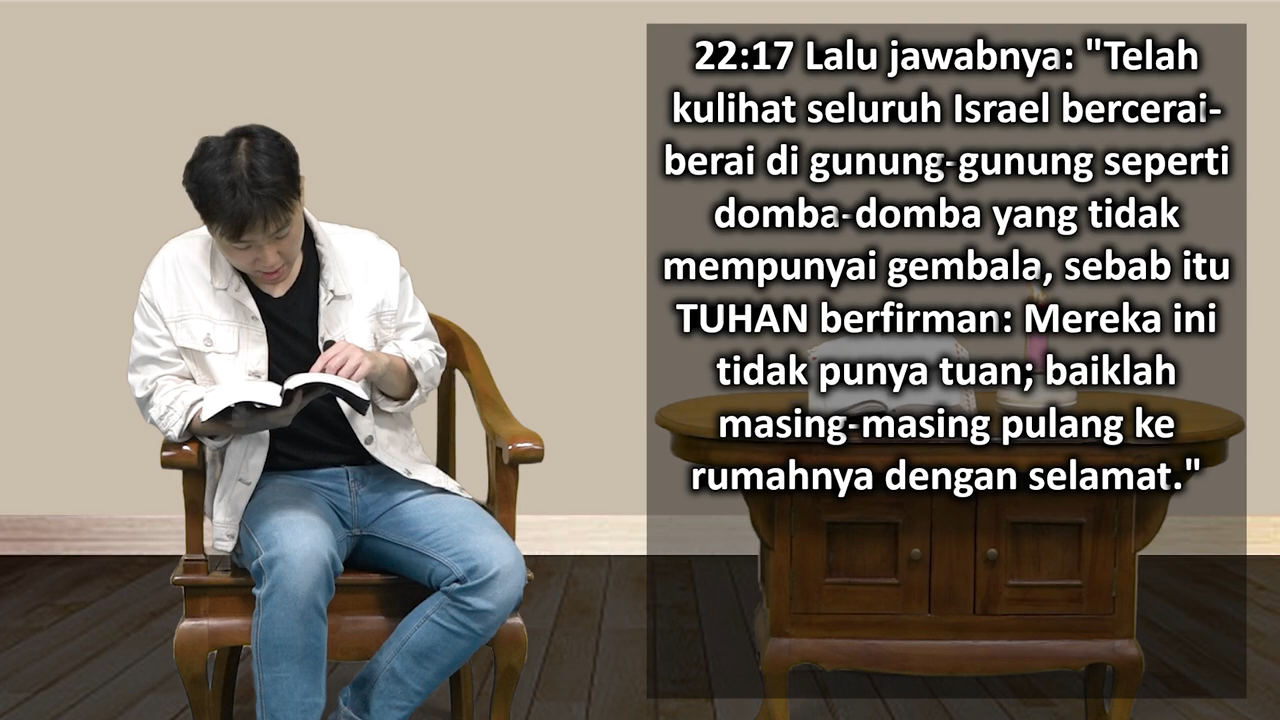 22:17 Lalu jawabnya: "Telah
kulihat seluruh Israel bercerai-
berai di gunung-gunung seperti
domba-domba yang tidak
mempunyai gembala, sebab itu
TUHAN berfirman: Mereka ini
tidak punya tuan; baiklah
masing-masing pulang ke
rumahnya dengan selamat."